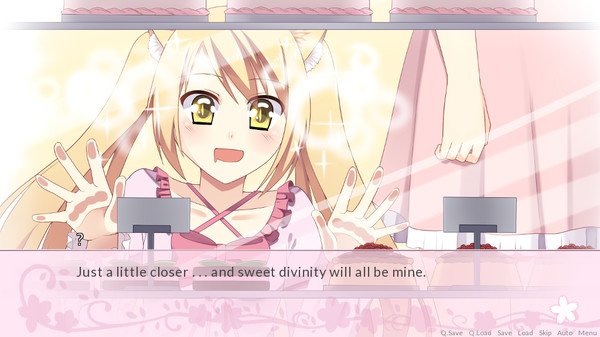 ?
Just a little closer . . . and sweet divinity will all be mine.
Q.Save Q.Load Save Load Skip Auto Menu